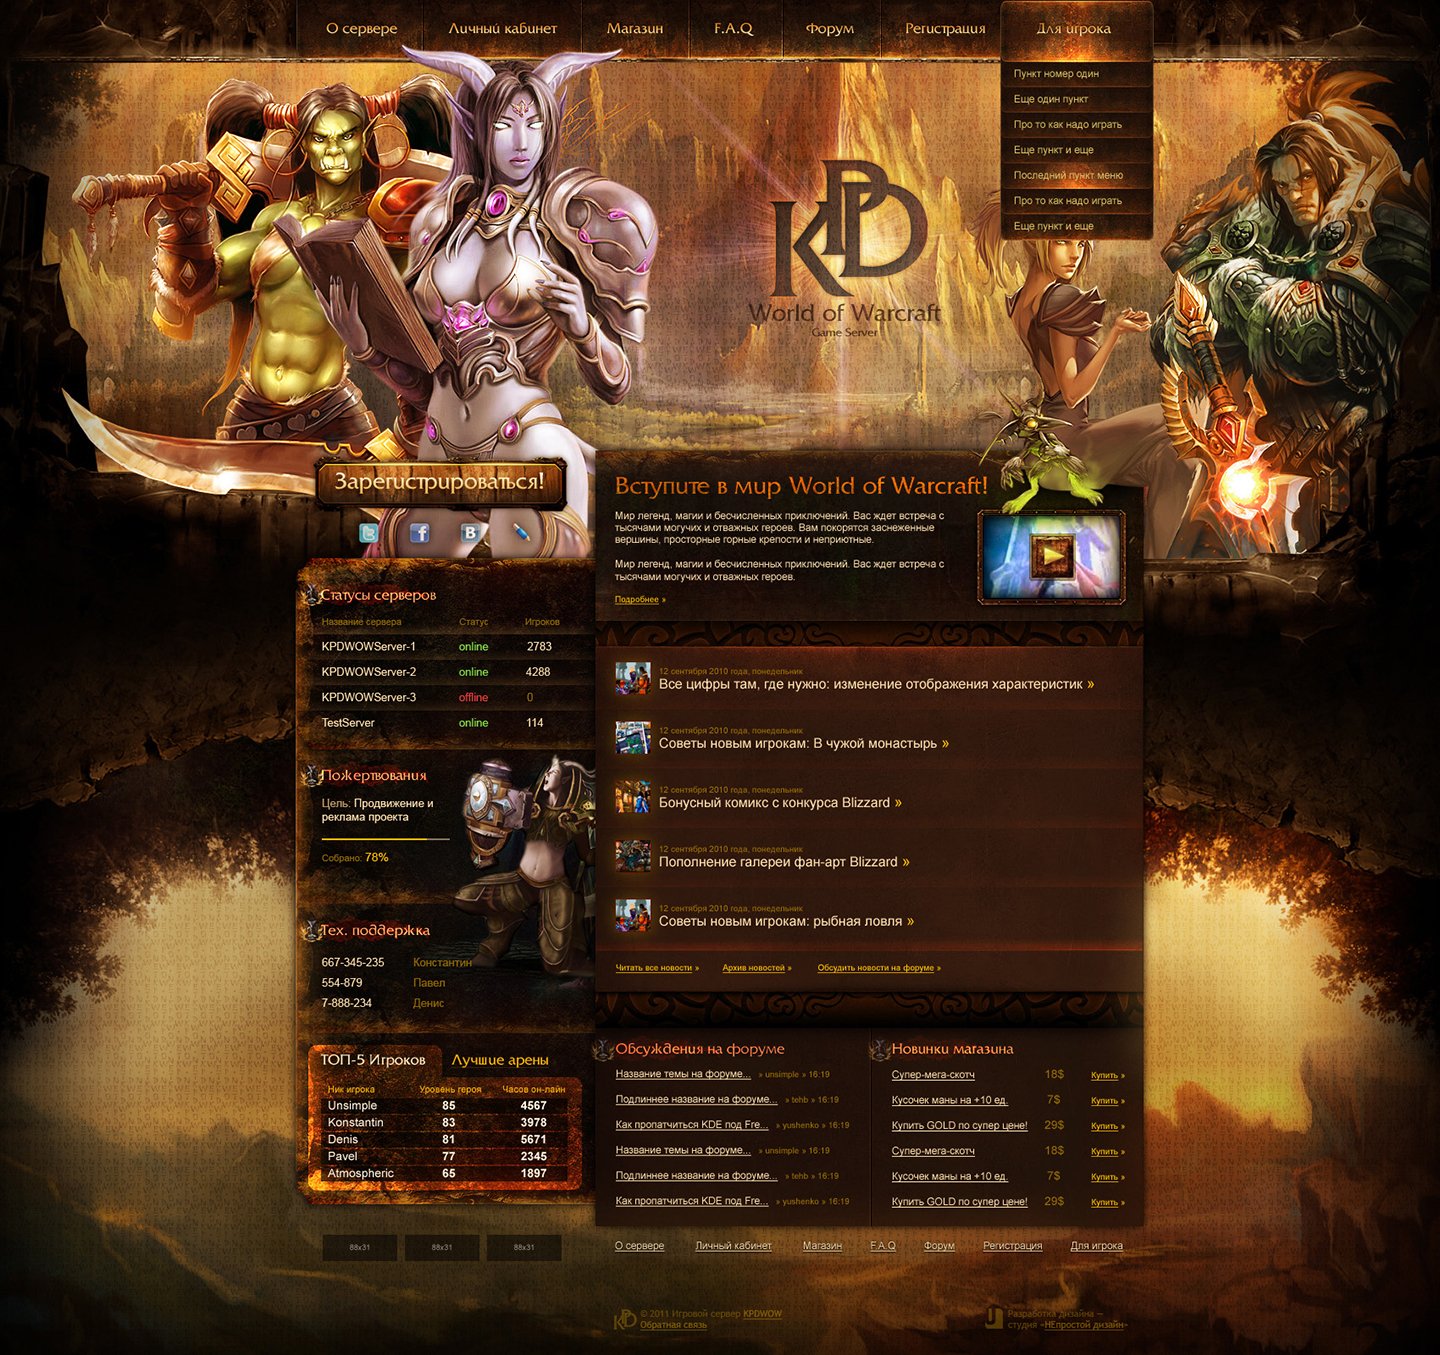 О сервере
Личный кабинет
Магазин
F.A.Q
Форум
Регистрация
Для игрока
Пункт номер один
Еще один пункт
Про то как надо играть
Еще пункт и еще
Последний пункт меню
Про то как надо играть
Еще пункт и еще
KPD
World of Warcraft
Game Server
Зарегистрироваться!
Вступите в мир World of Warcraft!
Мир легенд, магии и бесчисленных приключений. Вас ждет встреча с
тысячами могучих и отважных героев. Вам покорятся заснеженные
вершины, просторные горные крепости и неприютные.
Мир легенд, магии и бесчисленных приключений. Вас ждет встреча с
тысячами могучих и отважных героев.
Подробнее »
Статусы серверов
Название сервера Статус Игроков
KPDWOWServer-1 online 2783
KPDWOWServer-2 online 4288
KPDWOWServer-3 offline 0
TestServer online 114
Пожертвования
Цель: Продвижение и
реклама проекта
Собрано: 78%
Тех. поддержка
667-345-235 Константин
554-879 Павел
7-888-234 Денис
ТОП-5 Игроков Лучшие арены
Ник игрока Уровень героя Часов он-лайн
Unsimple 85 4567
Konstantin 83 3978
Denis 81 5671
Pavel 77 2345
Atmospheric 65 1897
88x31 88x31 88x31
12 сентября 2010 года, понедельник
Все цифры там, где нужно: изменение отображения характеристик »
12 сентября 2010 года, понедельник
Советы новым игрокам: В чужой монастырь »
12 сентября 2010 года, понедельник
Бонусный комикс с конкурса Blizzard »
12 сентября 2010 года, понедельник
Пополнение галереи фан-арт Blizzard »
12 сентября 2010 года, понедельник
Советы новым игрокам: рыбная ловля »
Читать все новости » Архив новостей » Обсудить новости на форуме »
Обсуждения на форуме
Название темы на форуме... » unsimple » 16:19
Подлиннее название на форуме... » tehb » 16:19
Как пропатчиться KDE под Fre... » yushenko » 16:19
Название темы на форуме... » unsimple » 16:19
Подлиннее название на форуме... » tehb » 16:19
Как пропатчиться KDE под Fre... » yushenko » 16:19
Новинки магазина
Супер-мега-скотч 18$ Купить »
Кусочек маны на +10 ед. 7$ Купить »
Купить GOLD по супер цене! 29$ Купить »
Супер-мега-скотч 18$ Купить »
Кусочек маны на +10 ед. 7$ Купить »
Купить GOLD по супер цене! 29$ Купить »
О сервере Личный кабинет Магазин F.A.Q Форум Регистрация Для игрока
KPD
© 2011 Игровой сервер KPDWOW
Обратная связь
Разработка дизайна —
студия «НЕпростой дизайн»